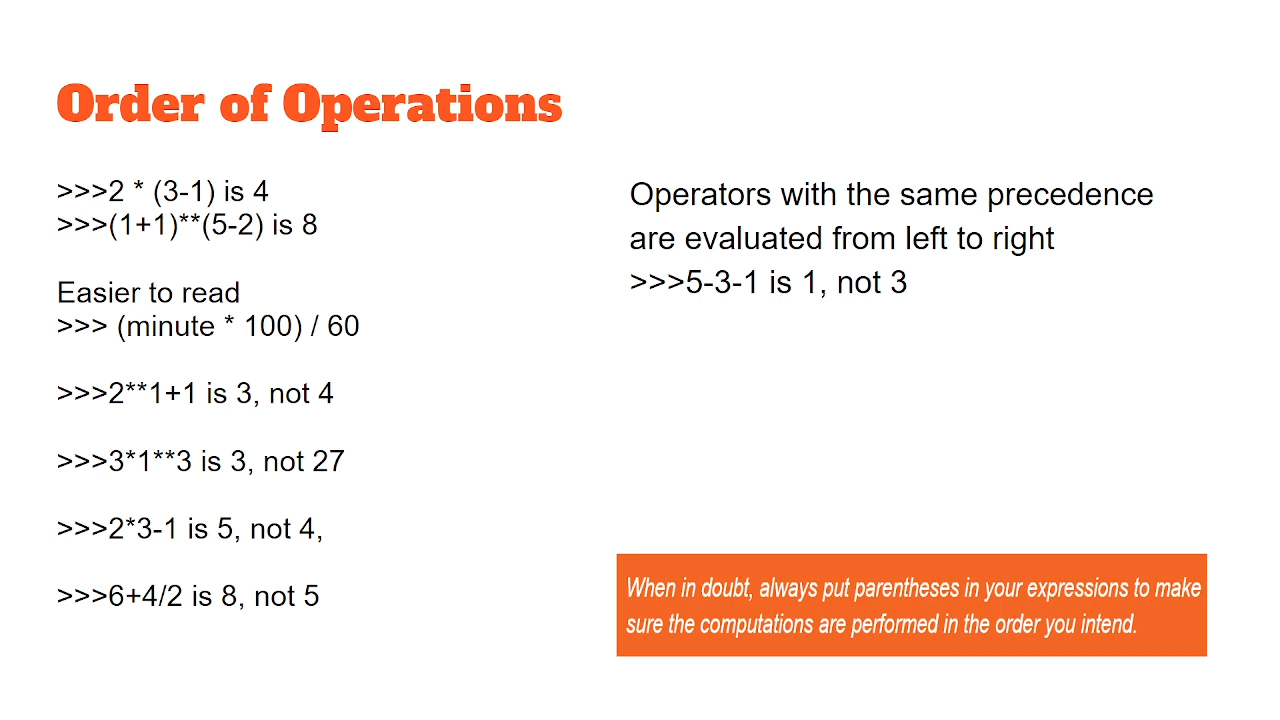 Order of Operations
>>>2 * (3-1) is 4
>>>(1+1)**(5-2) is 8
Easier to read
>>> (minute * 100) / 60
>>>2**1+1 is 3, not 4
>>>3*1**3 is 3, not 27
>>>2*3-1 is 5, not 4,
>>>6+4/2 is 8, not 5
Operators with the same precedence
are evaluated from left to right
>>>5-3-1 is 1, not 3
When in doubt, always put parentheses in your expressions to make
sure the computations are performed in the order you intend.